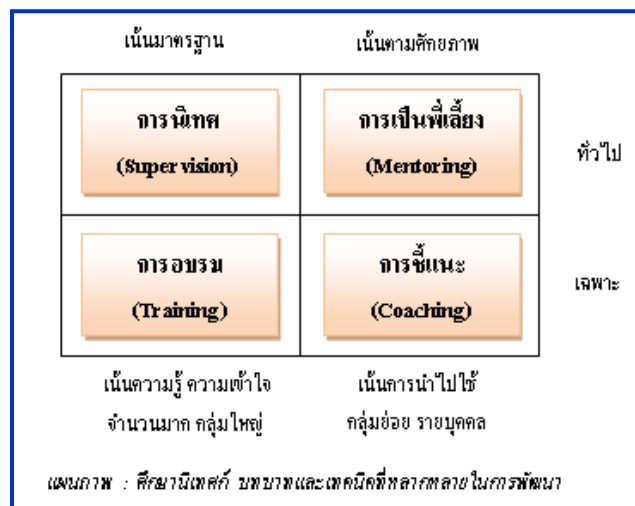 เน้นมาตรฐาน เน้นตามศักยภาพ
การนิเทศ การเป็นพี่เลี้ยง ทั่วไป
(Supervision) (Mentoring)
การอบรม การชี้แนะ เฉพาะ
(Training) (Coaching)
เน้นความรู้ ความเข้าใจ เน้นการนำไปใช้
จำนวนมาก กลุ่มใหญ่ กลุ่มย่อย รายบุคคล
แผนภาพ : ศึกษานิเทศก์ บทบาทและเทคนิคที่หลากหลายในการพัฒนา